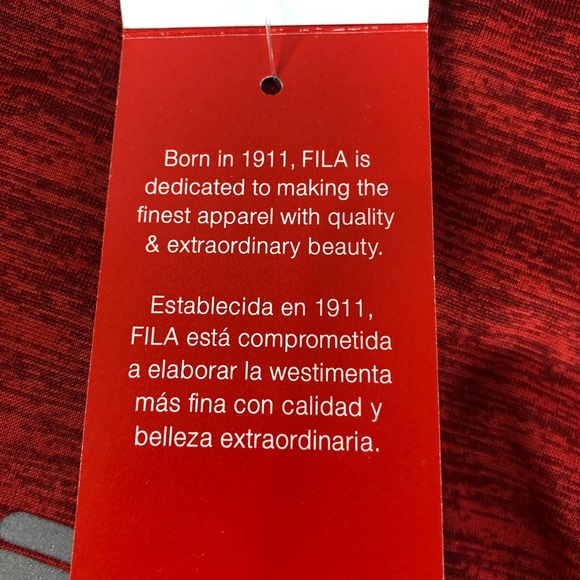 Born in 1911, FILA is
dedicated to making the
finest apparel with quality
& extraordinary beauty.
Establecida en 1911,
FILA está comprometida
a elaborar la westimenta
más fina con calidad y
belleza extraordinaria.